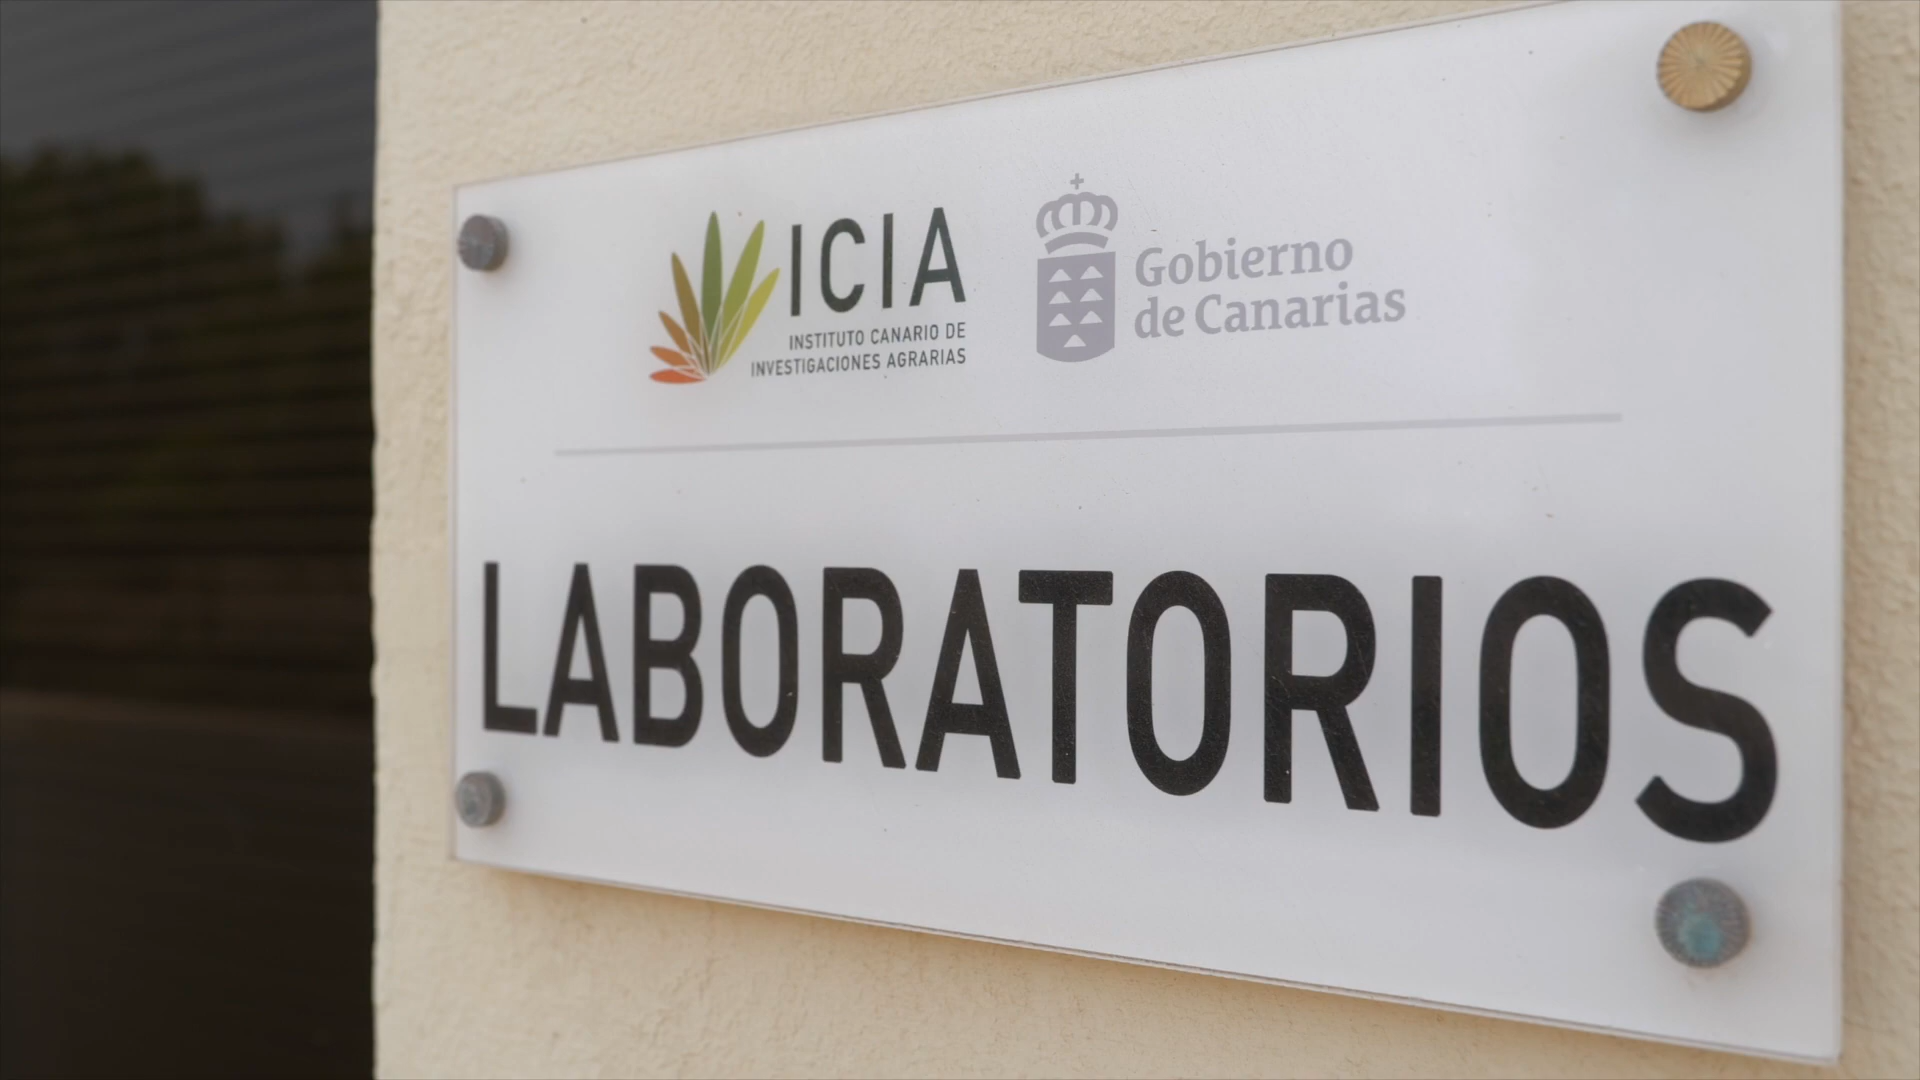 ICIA
INSTITUTO CANARIO DE
INVESTIGACIONES AGRARIAS
Gobierno
de Canarias
LABORATORIOS